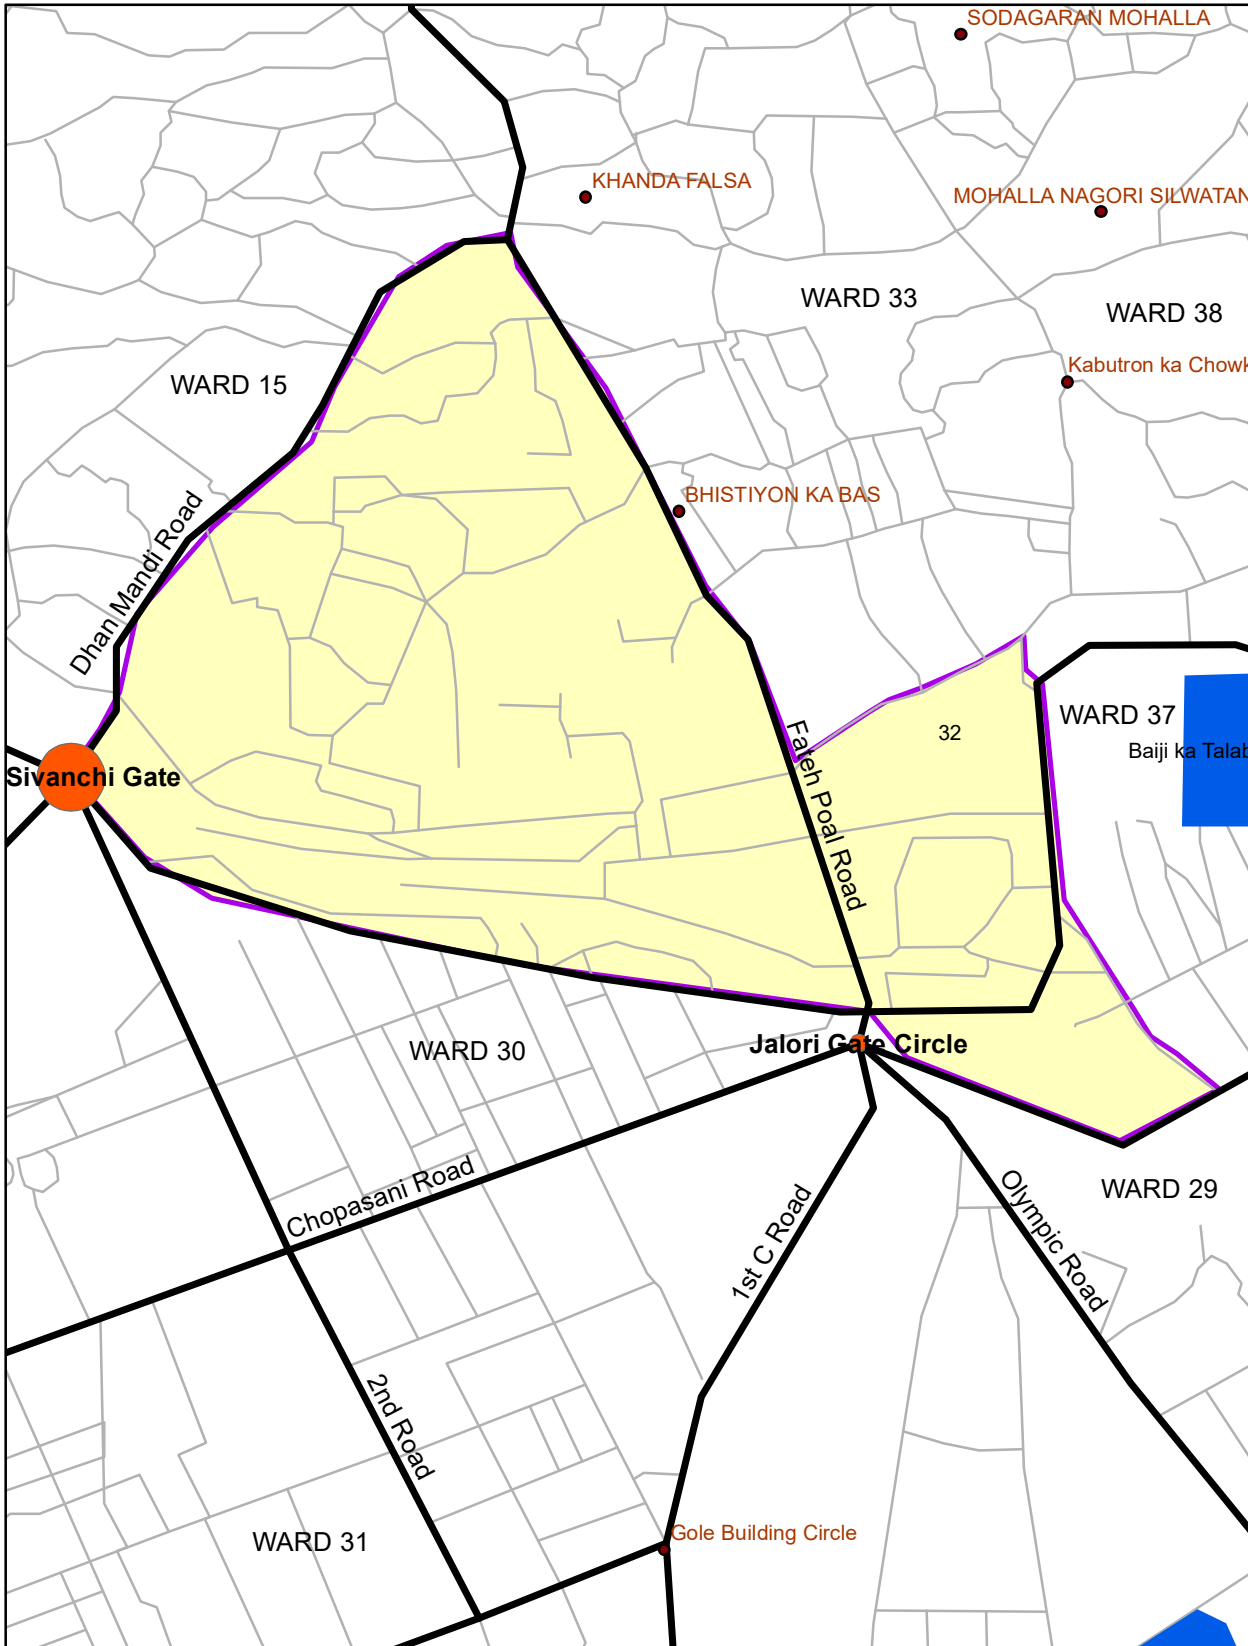 SODAGARAN MOHALLA
KHANDA FALSA
MOHALLA NAGORI SILWATAN
WARD 33
WARD 38
Kabutron ka Chowk
WARD 15
BHISTIYON KA BAS
Dhan Mandi Road
WARD 37
32
Baiji ka Talab
Sivanchi Gate
Fateh Poal Road
WARD 30
Jalori Gate Circle
Chopasani Road
WARD 29
1st C Road
Olympic Road
2nd Road
Gole Building Circle
WARD 31